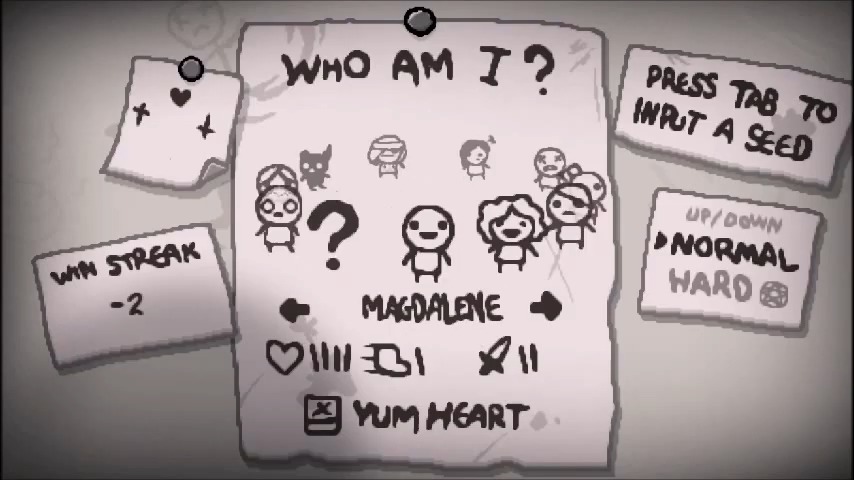 WHO AM I ?
PRESS TAB TO
INPUT A SEED
WIN STREAK
-2
UP/DOWN
NORMAL
HARD
?
MAGDALENE
YUM HEART